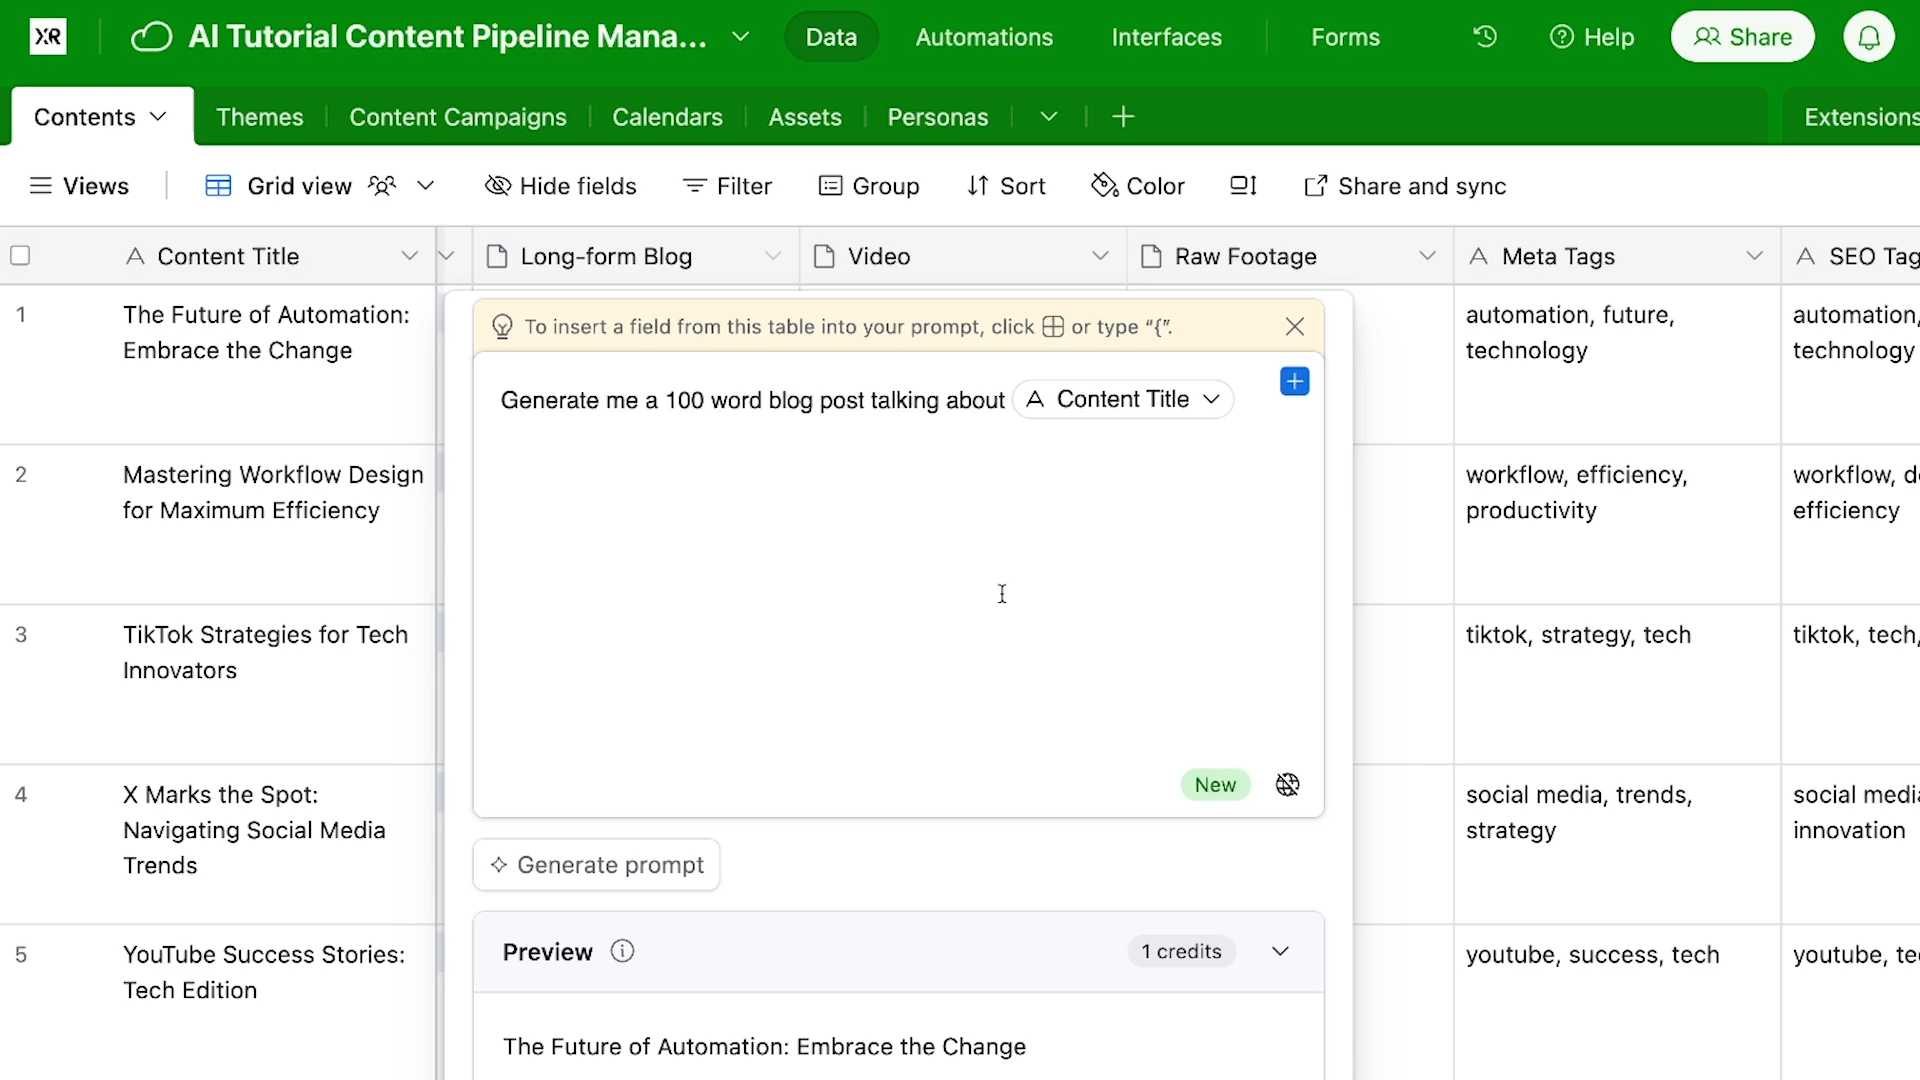 XR
AI Tutorial Content Pipeline Mana...
Data
Automations
Interfaces
Forms
Help
Share
Contents
Themes
Content Campaigns
Calendars
Assets
Personas
Extensions
Views
Grid view
Hide fields
Filter
Group
Sort
Color
Share and sync
Content Title
Long-form Blog
Video
Raw Footage
Meta Tags
SEO Tag
1
The Future of Automation:
Embrace the Change
automation, future,
technology
automation,
technology
To insert a field from this table into your prompt, click or type “{”.
Generate me a 100 word blog post talking about Content Title
2
Mastering Workflow Design
for Maximum Efficiency
workflow, efficiency,
productivity
workflow, de
efficiency
3
TikTok Strategies for Tech
Innovators
tiktok, strategy, tech
tiktok, tech,
4
X Marks the Spot:
Navigating Social Media
Trends
social media, trends,
strategy
social media
innovation
New
Generate prompt
Preview
1 credits
5
YouTube Success Stories:
Tech Edition
youtube, success, tech
youtube, te
The Future of Automation: Embrace the Change